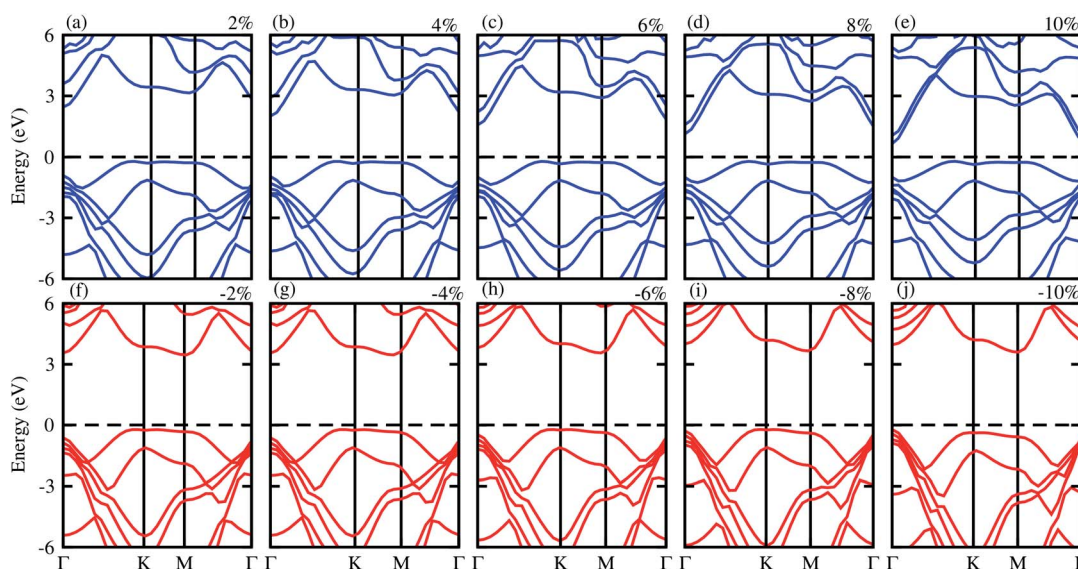 (a) 2% (b) 4% (c) 6% (d) 8% (e) 10%
6
3
0
-3
-6
Energy (eV)
(f) -2% (g) -4% (h) -6% (i) -8% (j) -10%
6
3
0
-3
-6
Energy (eV)
Γ K M Γ K M Γ K M Γ K M Γ K M Γ